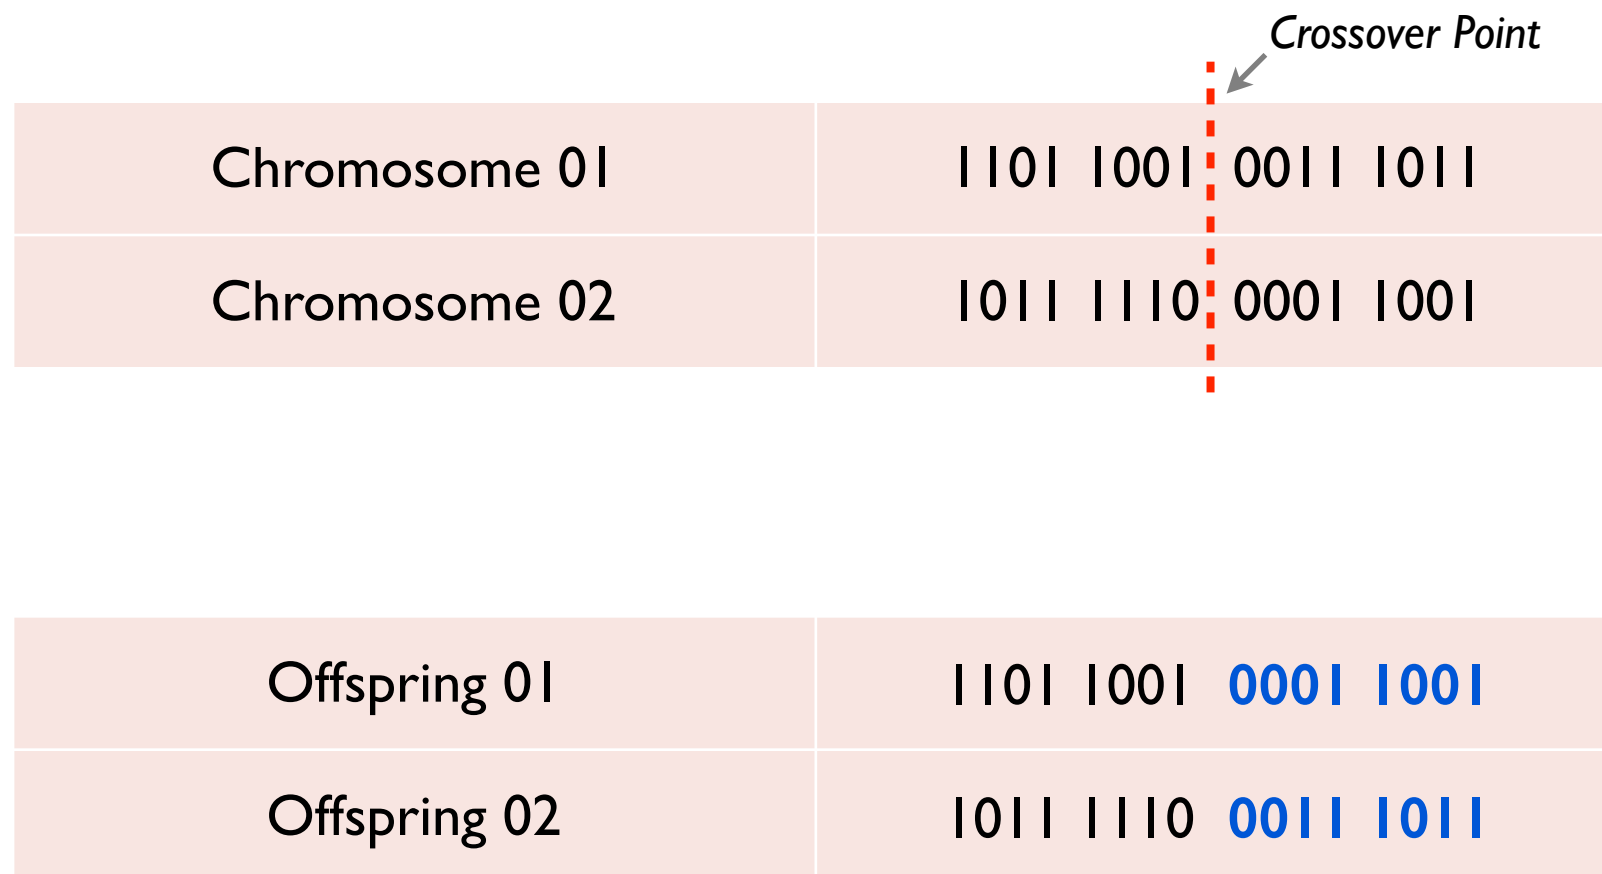 Crossover Point
Chromosome 01 1101 1001 0011 1011
Chromosome 02 1011 1110 0001 1001
Offspring 01 1101 1001 0001 1001
Offspring 02 1011 1110 0011 1011